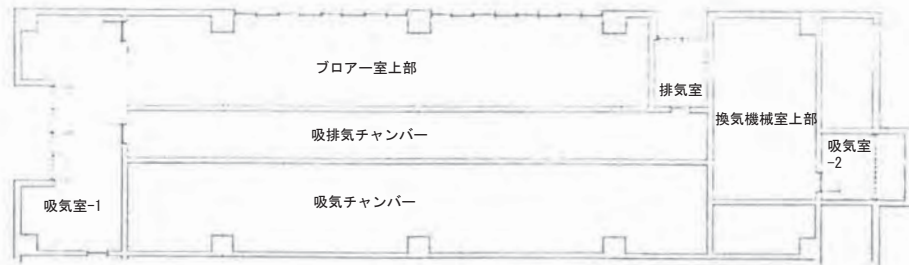 ブロアー室上部
排気室
吸排気チャンバー
換気機械室上部
吸気室
-2
吸気チャンバー
吸気室-1